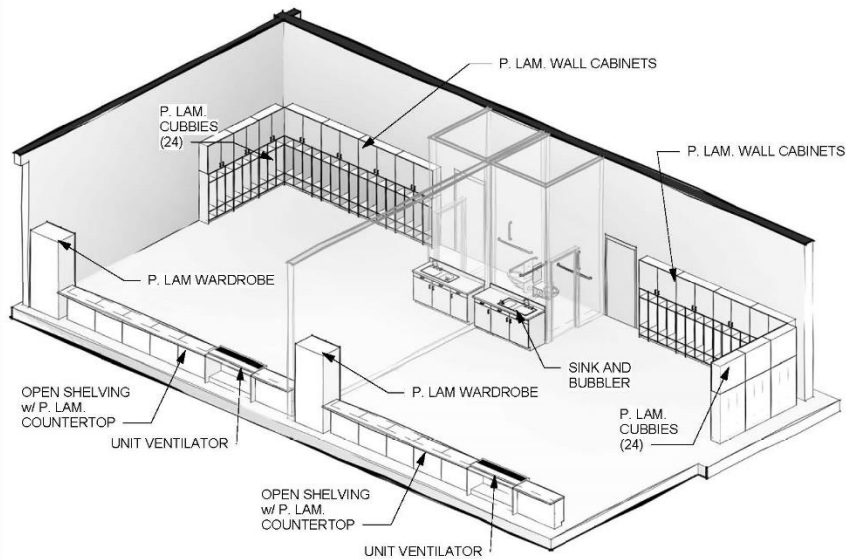 P. LAM. WALL CABINETS
P. LAM.
CUBBIES
(24)
P. LAM. WALL CABINETS
P. LAM WARDROBE
SINK AND
BUBBLER
P. LAM WARDROBE
OPEN SHELVING
w/ P. LAM.
COUNTERTOP
P. LAM.
CUBBIES
(24)
UNIT VENTILATOR
OPEN SHELVING
w/ P. LAM.
COUNTERTOP
UNIT VENTILATOR